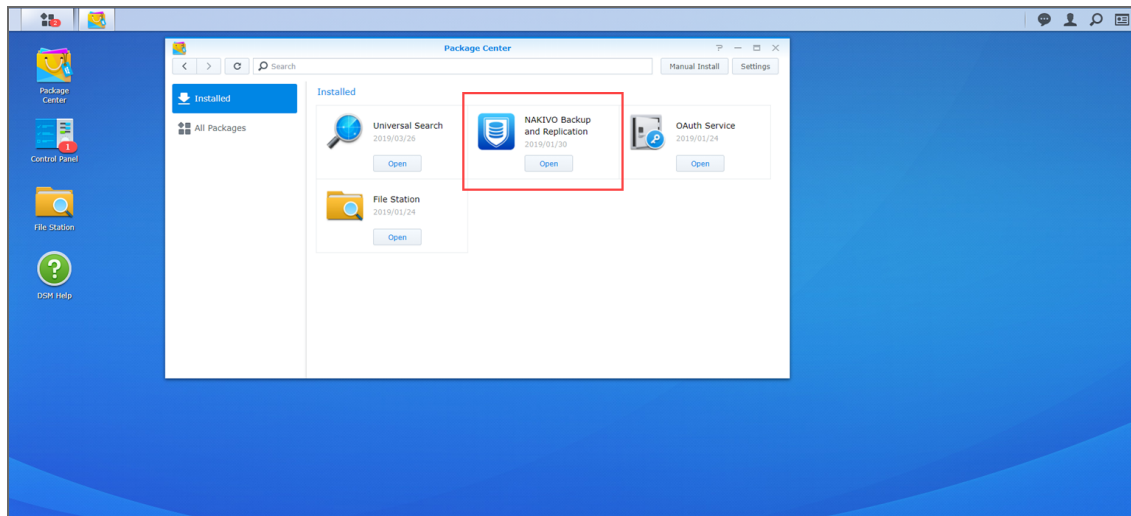 Package Center
Search
Manual Install
Settings
Package
Center
Installed
Installed
All Packages
Universal Search
2019/03/26
Open
NAKIVO Backup
and Replication
2019/01/30
Open
OAuth Service
2019/01/24
Open
1
Control Panel
File Station
2019/01/24
Open
File Station
?
DSM Help